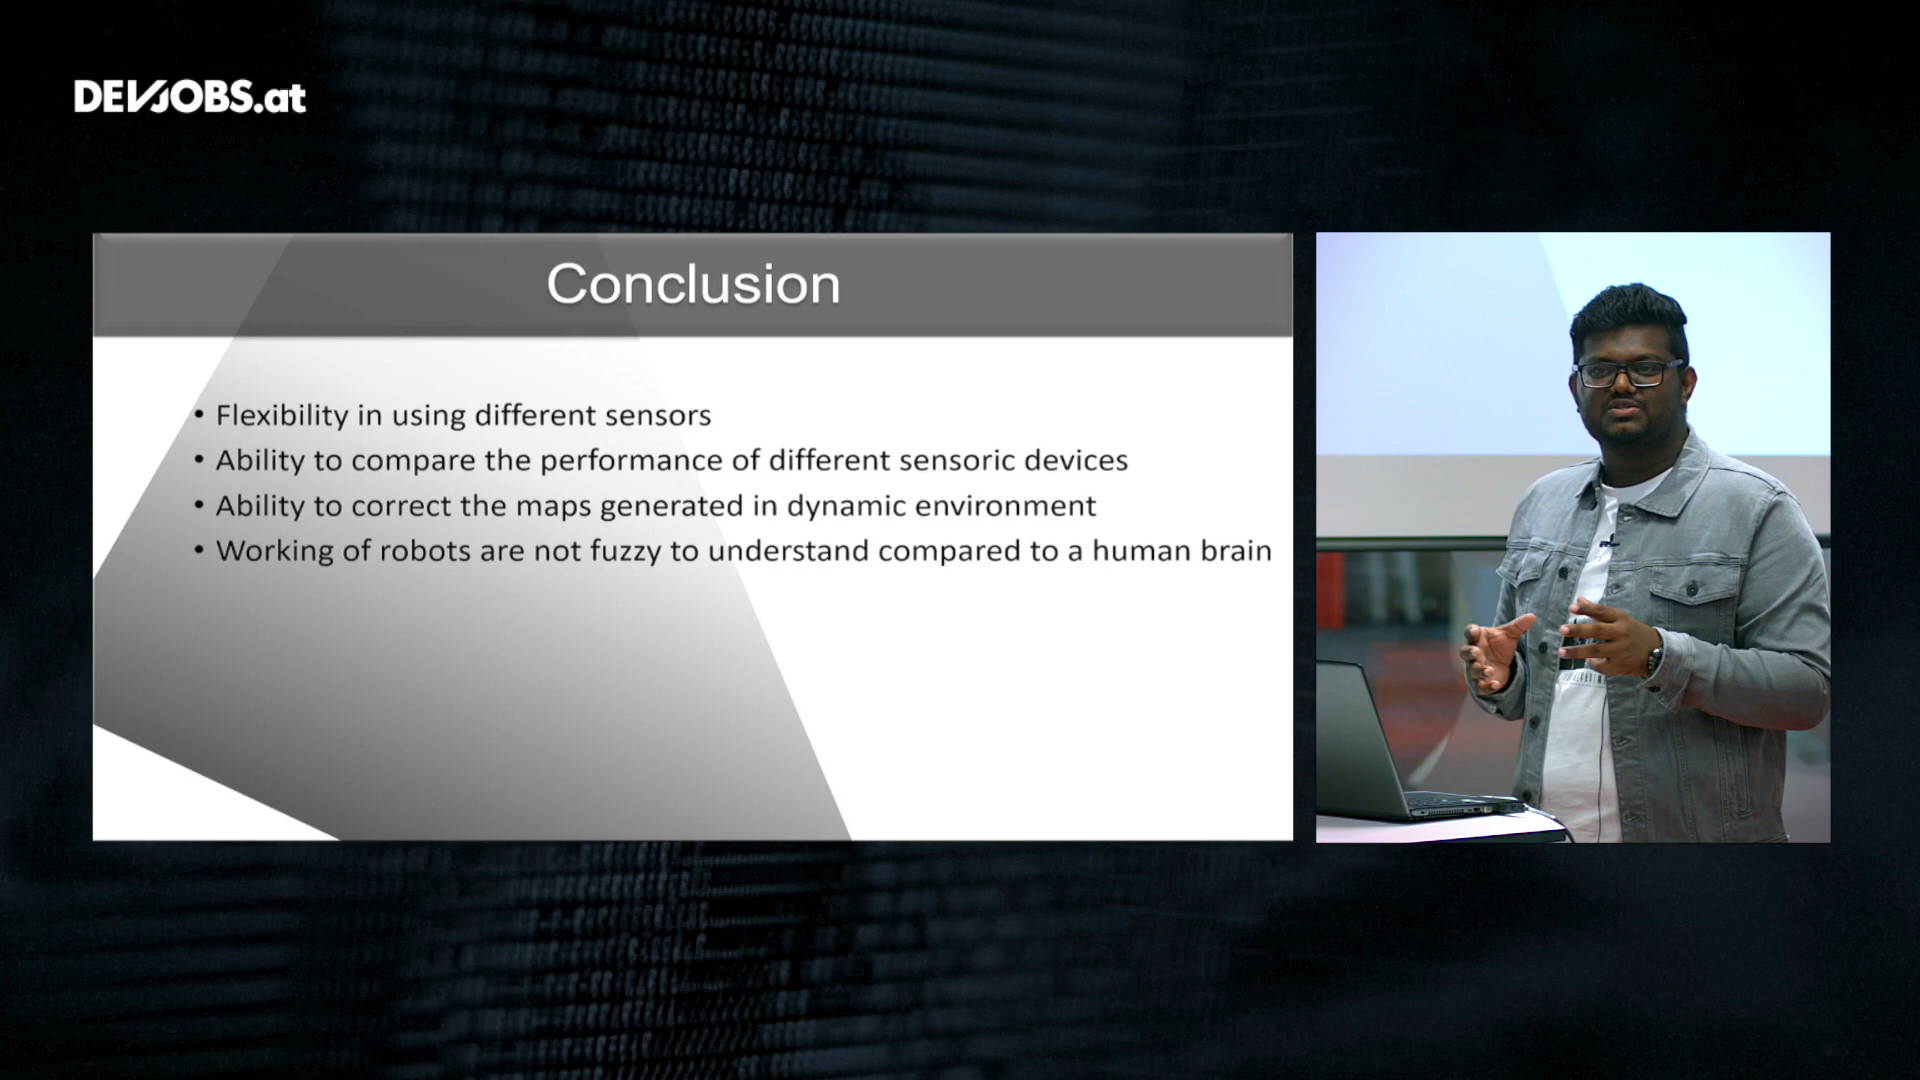 DEVJOBS.at
Conclusion
• Flexibility in using different sensors
• Ability to compare the performance of different sensoric devices
• Ability to correct the maps generated in dynamic environment
• Working of robots are not fuzzy to understand compared to a human brain